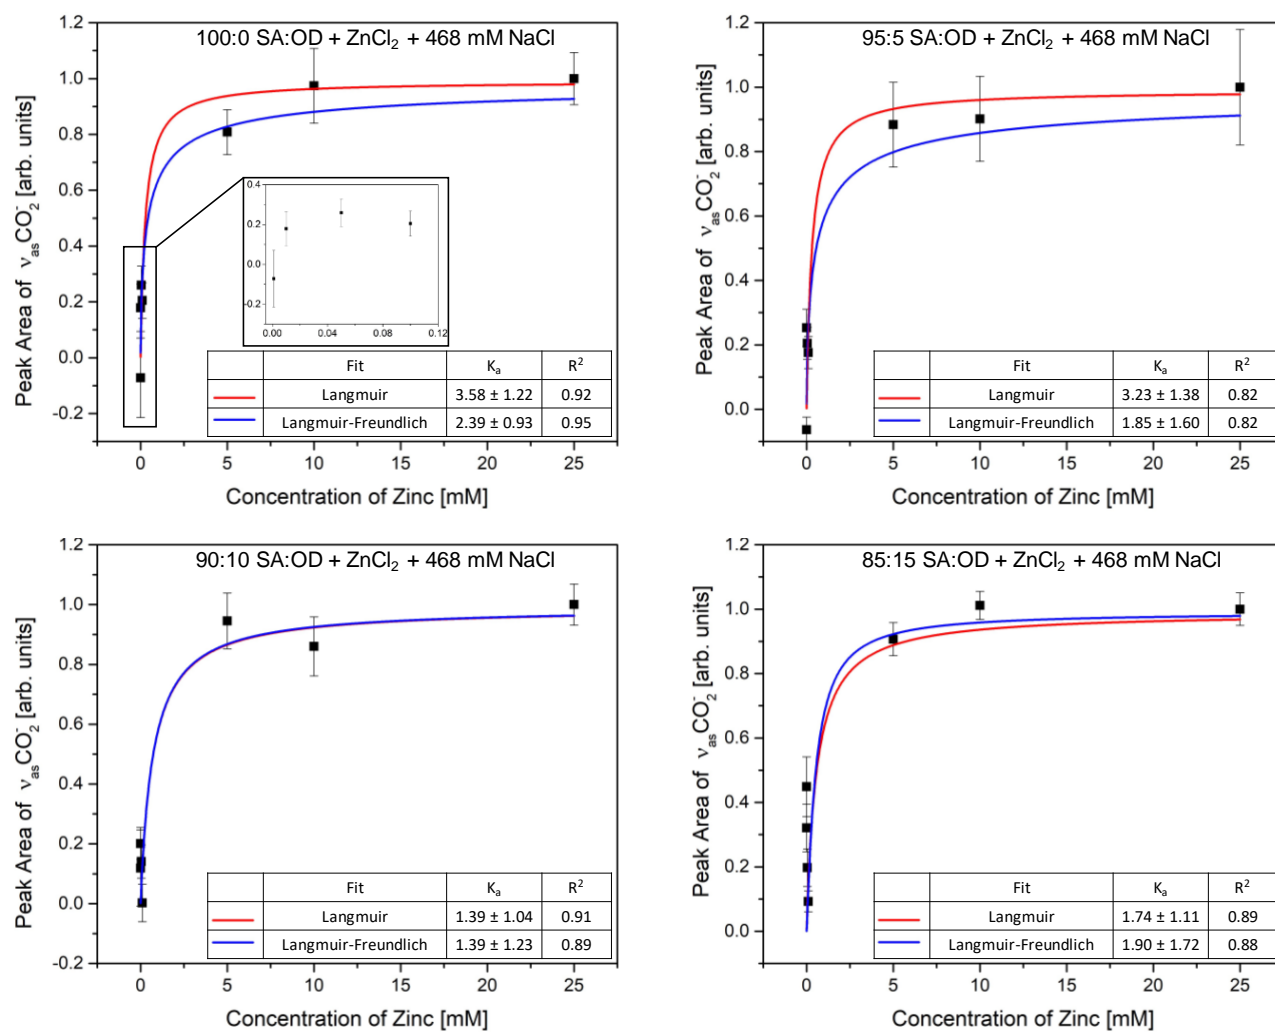 100:0 SA:OD + ZnCl₂ + 468 mM NaCl
Peak Area of ν_as CO₂⁻ [arb. units]
1.2
1.0
0.8
0.6
0.4
0.2
0.0
-0.2
0.4
0.2
0.0
-0.2
0.00 0.04 0.08 0.12
Fit Kₐ R²
Langmuir 3.58 ± 1.22 0.92
Langmuir-Freundlich 2.39 ± 0.93 0.95
0 5 10 15 20 25
Concentration of Zinc [mM]
95:5 SA:OD + ZnCl₂ + 468 mM NaCl
Peak Area of ν_as CO₂⁻ [arb. units]
1.2
1.0
0.8
0.6
0.4
0.2
0.0
Fit Kₐ R²
Langmuir 3.23 ± 1.38 0.82
Langmuir-Freundlich 1.85 ± 1.60 0.82
0 5 10 15 20 25
Concentration of Zinc [mM]
90:10 SA:OD + ZnCl₂ + 468 mM NaCl
Peak Area of ν_as CO₂⁻ [arb. units]
1.2
1.0
0.8
0.6
0.4
0.2
0.0
-0.2
Fit Kₐ R²
Langmuir 1.39 ± 1.04 0.91
Langmuir-Freundlich 1.39 ± 1.23 0.89
0 5 10 15 20 25
Concentration of Zinc [mM]
85:15 SA:OD + ZnCl₂ + 468 mM NaCl
Peak Area of ν_as CO₂⁻ [arb. units]
1.2
1.0
0.8
0.6
0.4
0.2
0.0
Fit Kₐ R²
Langmuir 1.74 ± 1.11 0.89
Langmuir-Freundlich 1.90 ± 1.72 0.88
0 5 10 15 20 25
Concentration of Zinc [mM]